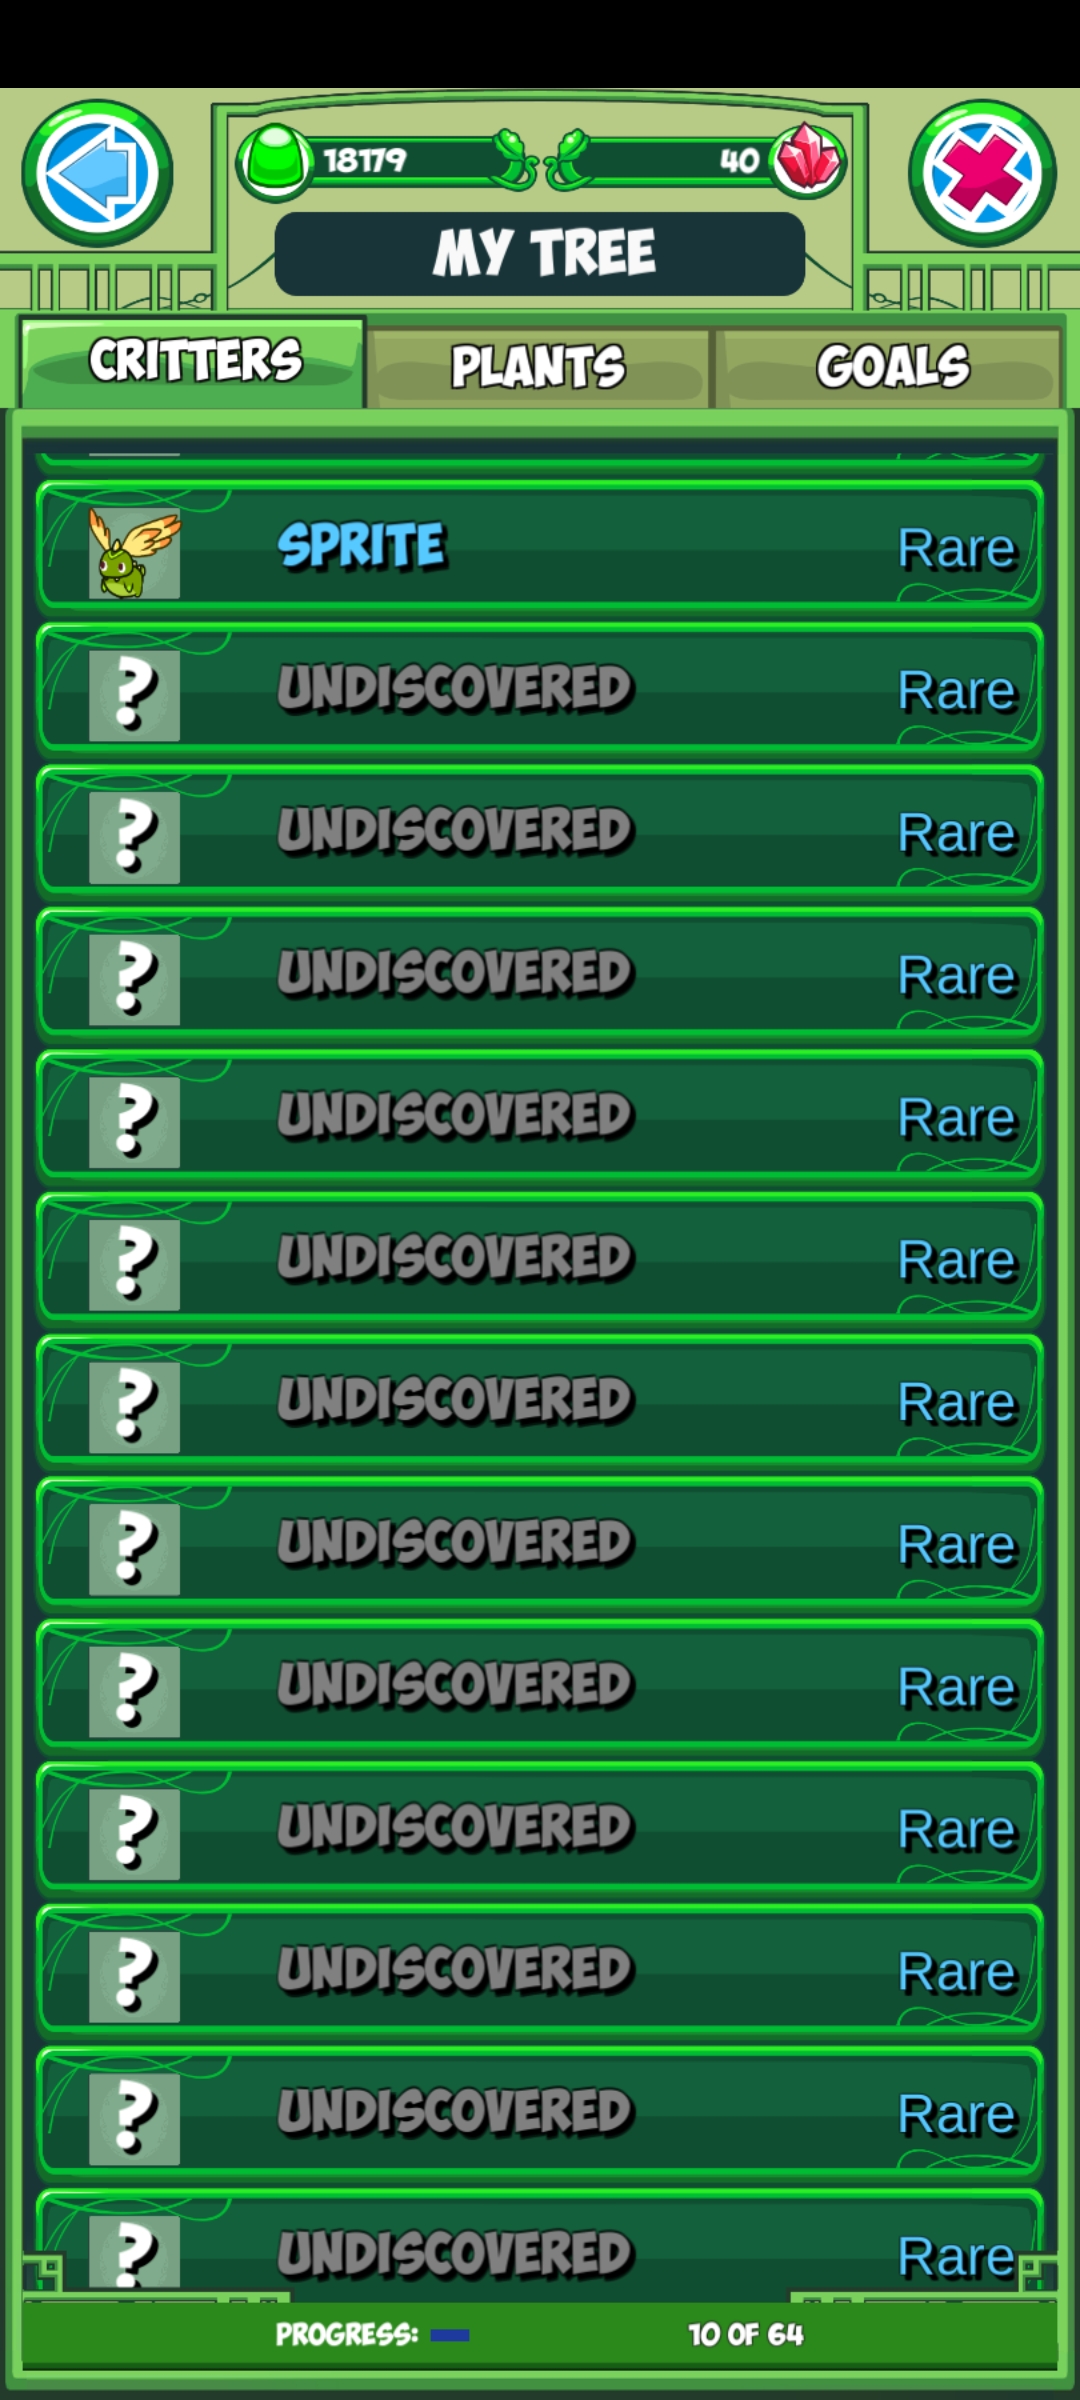 18179
40
MY TREE
CRITTERS
PLANTS
GOALS
SPRITE
Rare
?
UNDISCOVERED
Rare
?
UNDISCOVERED
Rare
?
UNDISCOVERED
Rare
?
UNDISCOVERED
Rare
?
UNDISCOVERED
Rare
?
UNDISCOVERED
Rare
?
UNDISCOVERED
Rare
?
UNDISCOVERED
Rare
?
UNDISCOVERED
Rare
?
UNDISCOVERED
Rare
?
UNDISCOVERED
Rare
?
UNDISCOVERED
Rare
PROGRESS:
10 OF 64